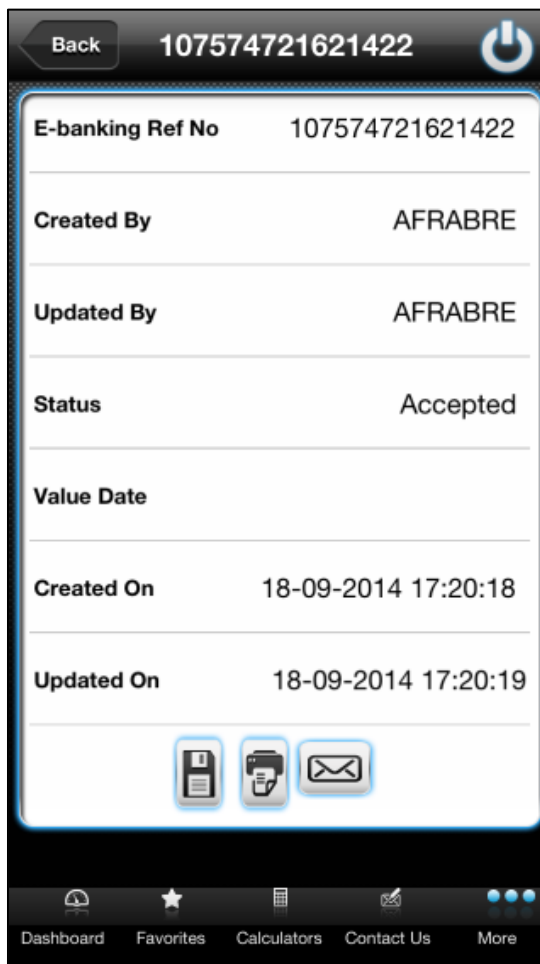 Back 107574721621422
E-banking Ref No 107574721621422
Created By AFRABRE
Updated By AFRABRE
Status Accepted
Value Date
Created On 18-09-2014 17:20:18
Updated On 18-09-2014 17:20:19
Dashboard Favorites Calculators Contact Us More